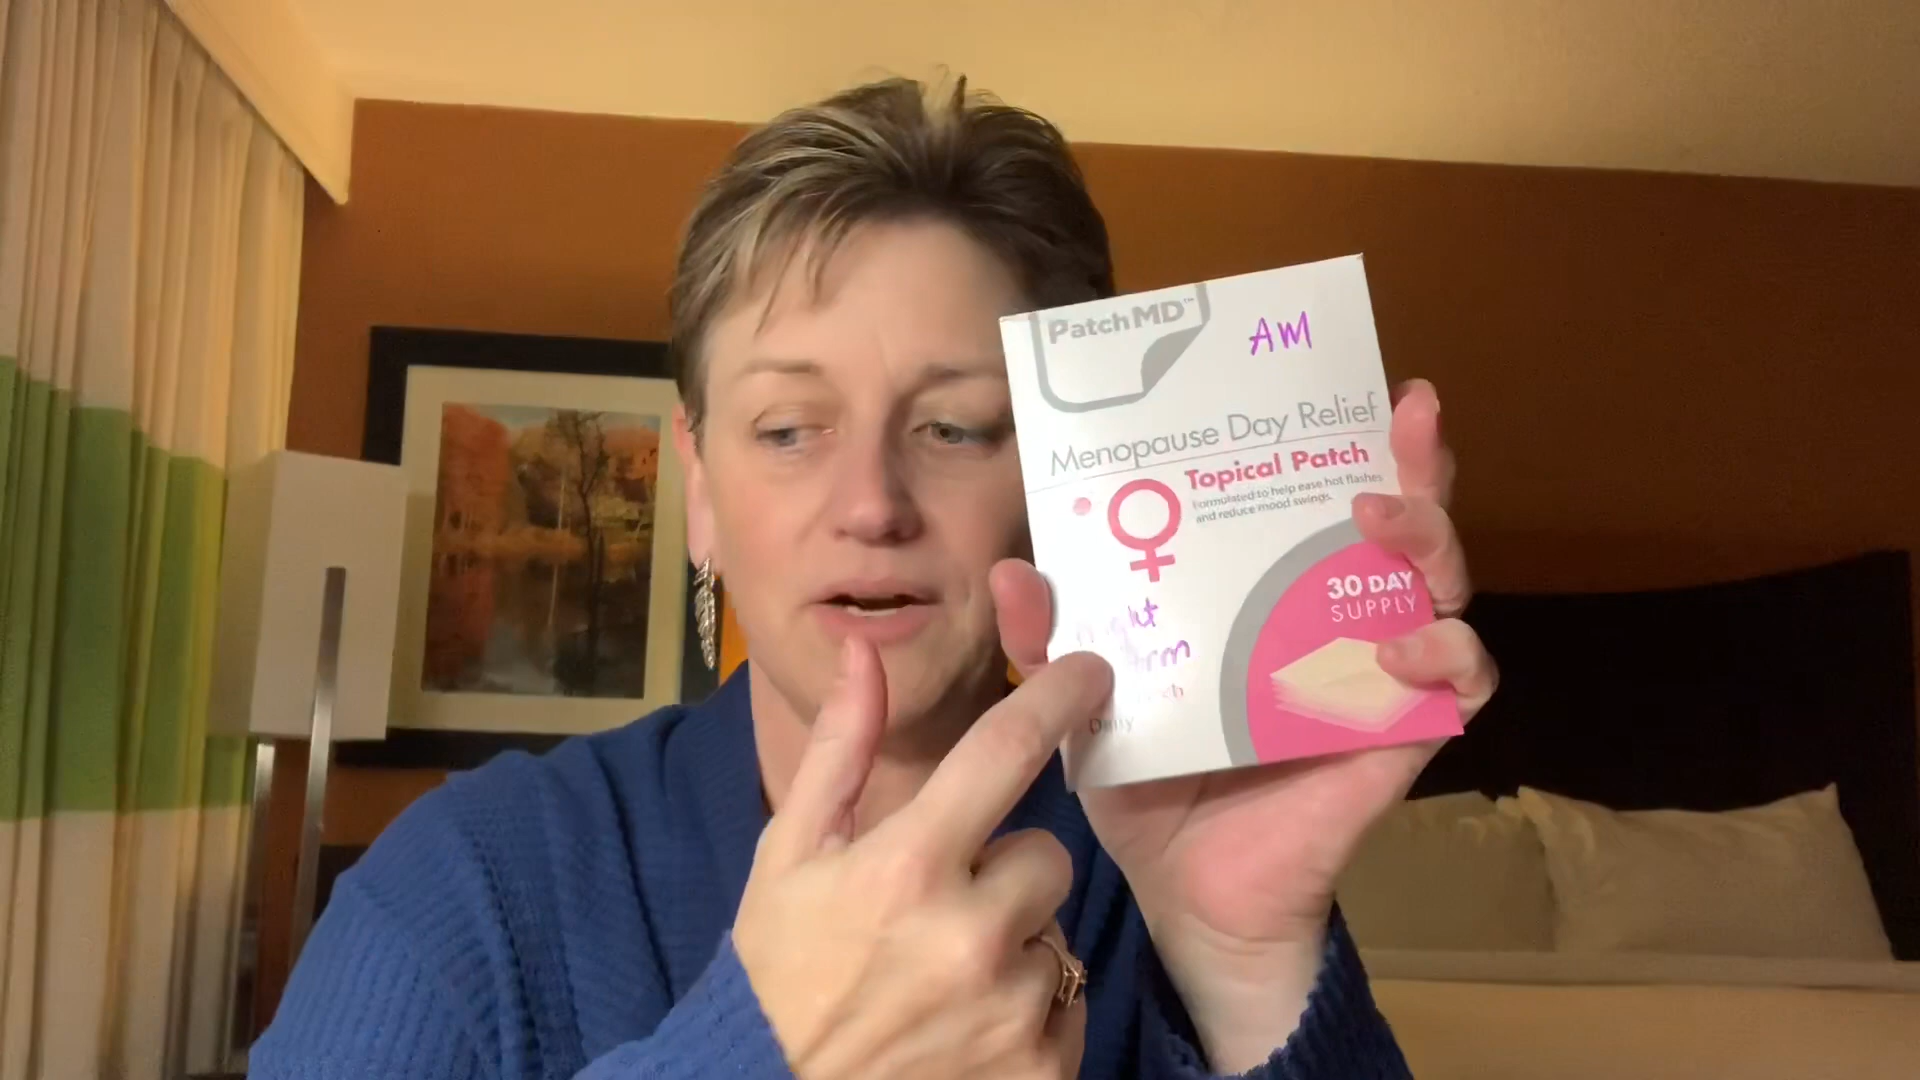 PatchMD™
AM
Menopause Day Relief
Topical Patch
Formulated to help ease hot flashes
and reduce mood swings.
30 DAY
SUPPLY
Daily